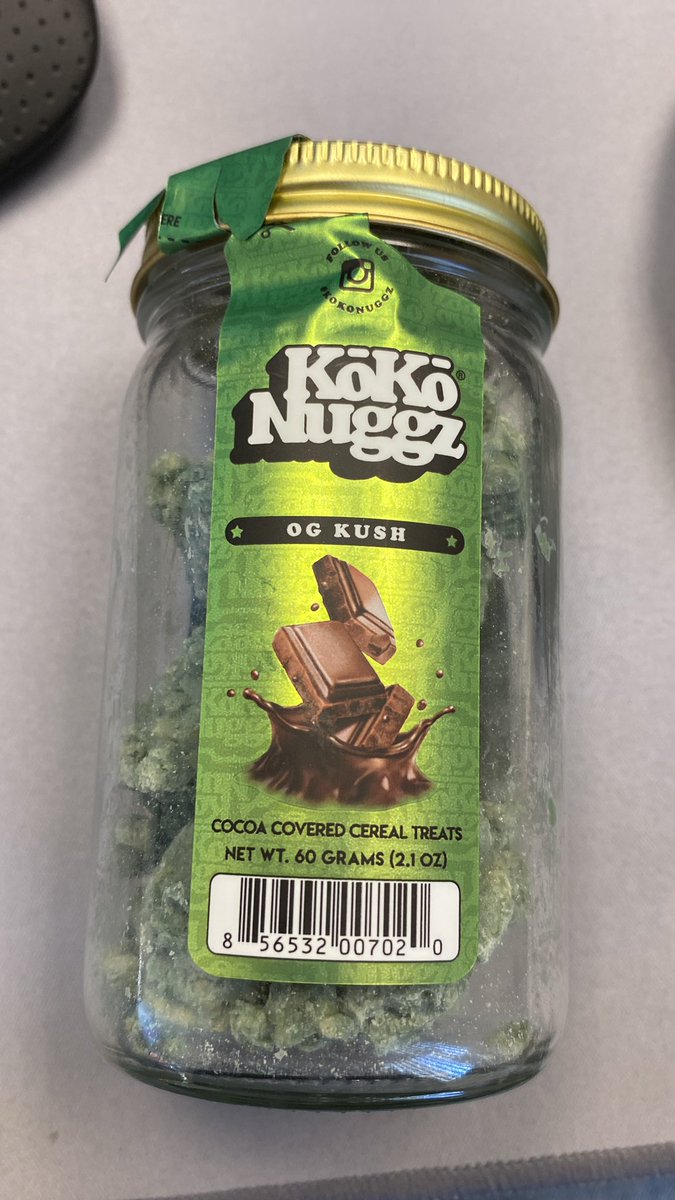 ERE
FOLLOW US
@KOKONUGGZ
KōKō®
Nuggz
OG KUSH
COCOA COVERED CEREAL TREATS
NET WT. 60 GRAMS (2.1 OZ)
8 56532 00702 0